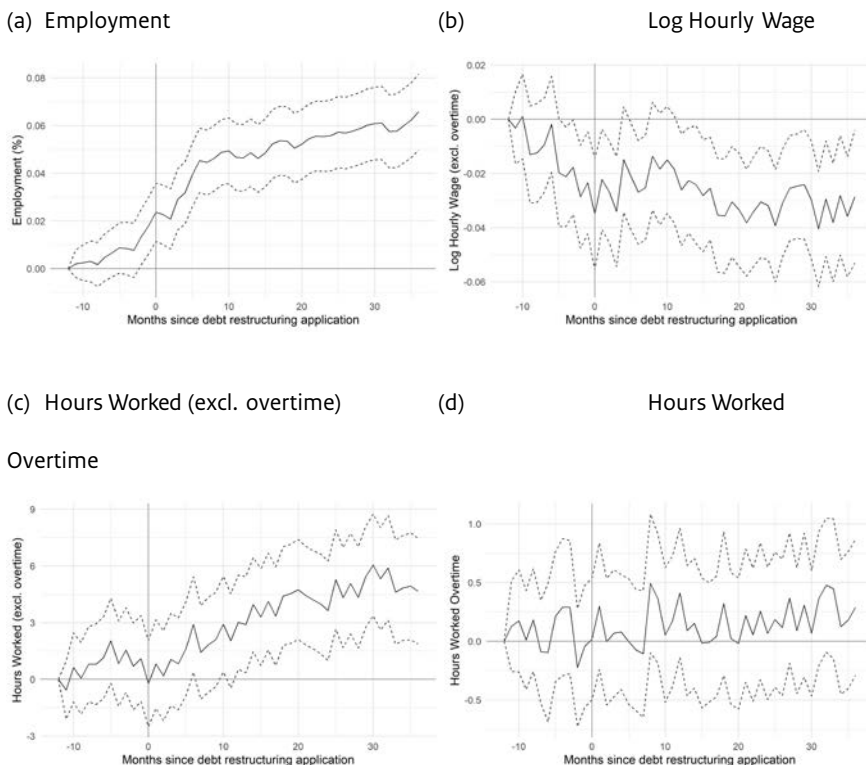 (a) Employment
(b) Log Hourly Wage
0.08
0.06
0.04
0.02
0.00
Employment (%)
-10 0 10 20 30
Months since debt restructuring application
0.02
0.00
-0.02
-0.04
-0.06
Log Hourly Wage (excl. overtime)
-10 0 10 20 30
Months since debt restructuring application
(c) Hours Worked (excl. overtime)
(d) Hours Worked
Overtime
9
6
3
0
-3
Hours Worked (excl. overtime)
-10 0 10 20 30
Months since debt restructuring application
1.0
0.5
0.0
-0.5
Hours Worked Overtime
-10 0 10 20 30
Months since debt restructuring application